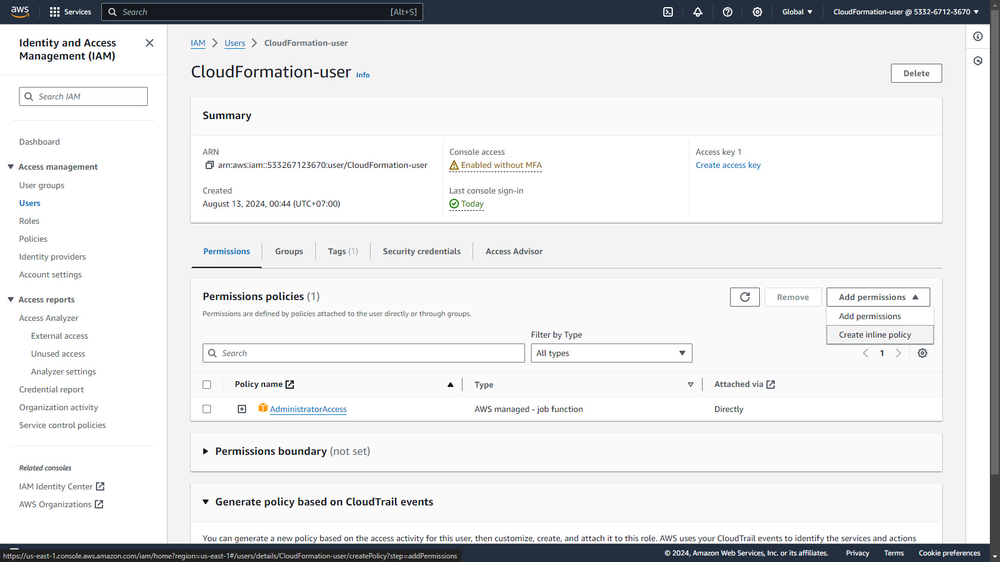 aws
Services
Search
[Alt+S]
Global
CloudFormation-user @ 5332-6712-3670
Identity and Access
Management (IAM)
Search IAM
Dashboard
Access management
User groups
Users
Roles
Policies
Identity providers
Account settings
Access reports
Access Analyzer
External access
Unused access
Analyzer settings
Credential report
Organization activity
Service control policies
Related consoles
IAM Identity Center
AWS Organizations
IAM
Users
CloudFormation-user
CloudFormation-user Info
Delete
Summary
ARN
arn:aws:iam::533267123670:user/CloudFormation-user
Created
August 13, 2024, 00:44 (UTC+07:00)
Console access
Enabled without MFA
Last console sign-in
Today
Access key 1
Create access key
Permissions
Groups
Tags (1)
Security credentials
Access Advisor
Permissions policies (1)
Permissions are defined by policies attached to the user directly or through groups.
Remove
Add permissions
Add permissions
Create inline policy
Filter by Type
Search
All types
1
Policy name
Type
Attached via
AdministratorAccess
AWS managed - job function
Directly
Permissions boundary (not set)
Generate policy based on CloudTrail events
You can generate a new policy based on the access activity for this user, then customize, create, and attach it to this role. AWS uses your CloudTrail events to identify the services and actions
https://us-east-1.console.aws.amazon.com/iam/home?region=us-east-1#/users/details/CloudFormation-user/createPolicy?step=addPermissions
© 2024, Amazon Web Services, Inc. or its affiliates.
Privacy
Terms
Cookie preferences